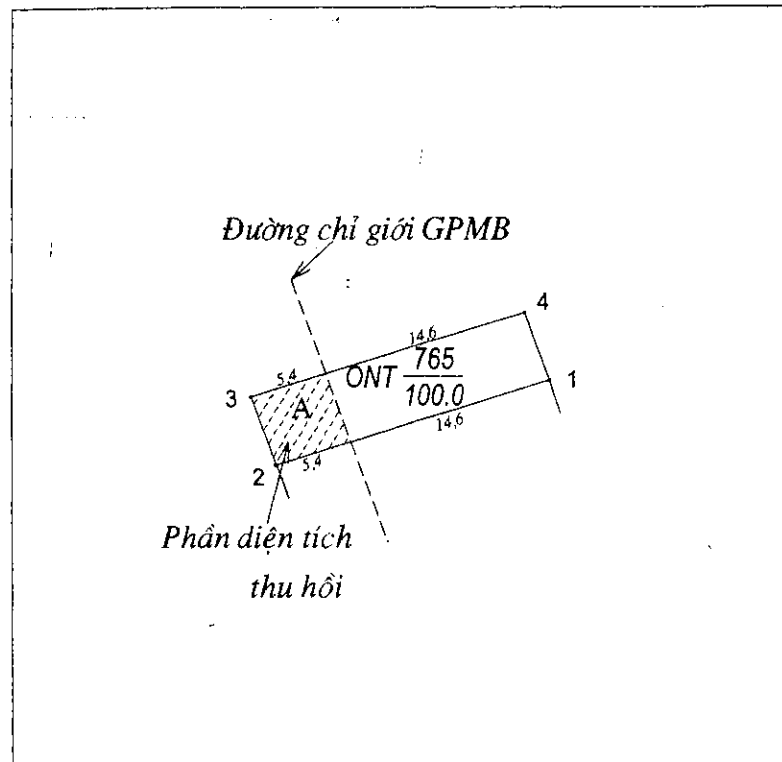 Đường chỉ giới GPMB
4
14,6
ONT 765
100.0
1
5,4
3
A
14,6
5,4
2
Phần diện tích
thu hồi